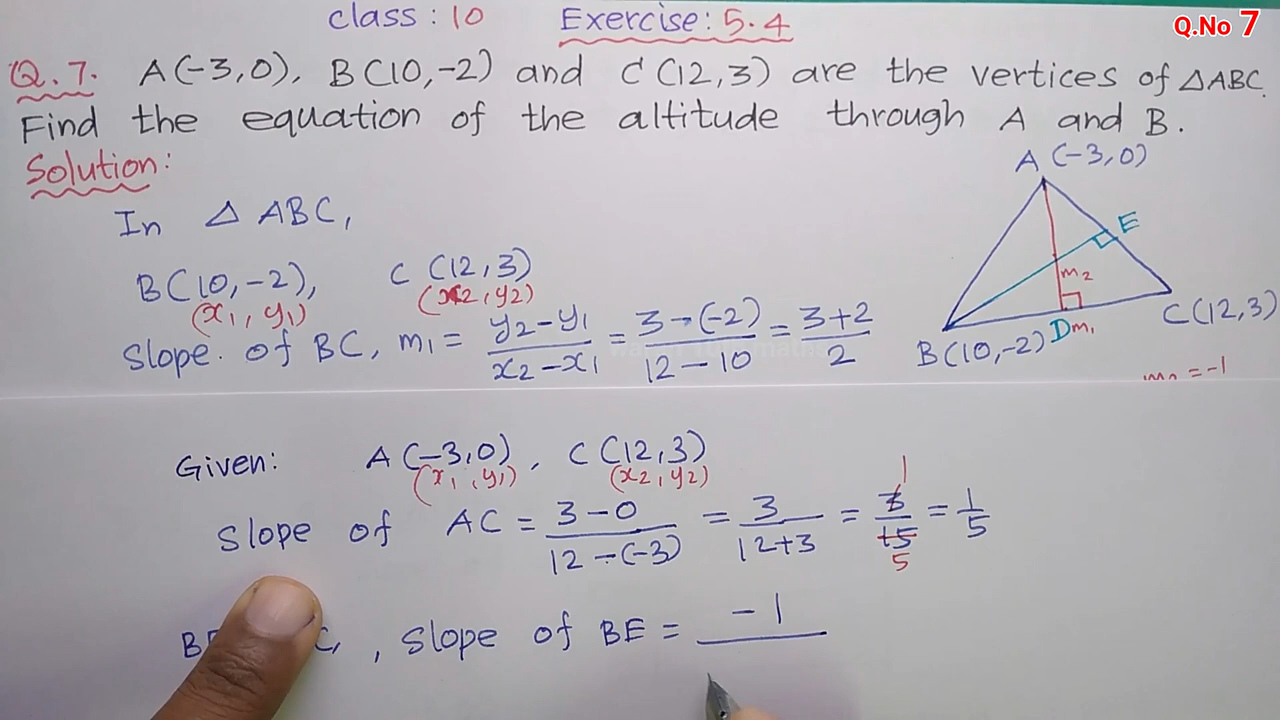 class: 10 Exercise: 5.4 Q.No 7
Q.7. A(-3,0), B(10,-2) and C(12,3) are the vertices of △ABC.
Find the equation of the altitude through A and B.
Solution:
A (-3,0)
In △ ABC,
E
B(10,-2), C (12,3)
(x1, y1) (x2, y2)
m2
C(12,3)
B(10,-2) D m1
Slope of BC, m1 = y2-y1/x2-x1 = 3-(-2)/12-10 = 3+2/2
= -1
Given: A(-3,0), C(12,3)
(x1, y1) (x2, y2)
Slope of AC = 3-0/12-(-3) = 3/12+3 = 3/15 = 1/5
1
5
, Slope of BE = -1